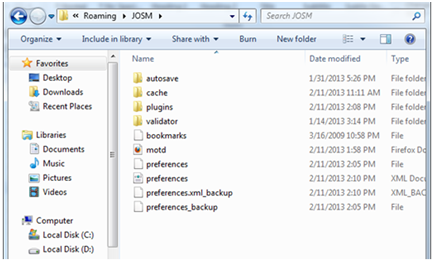 « Roaming ▸ JOSM ▸ Search JOSM
Organize Include in library Share with Burn New folder
Name Date modified Type
Favorites
Desktop
Downloads
Recent Places
Libraries
Documents
Music
Pictures
Videos
Computer
Local Disk (C:)
Local Disk (D:)
autosave 1/31/2013 5:26 PM File folder
cache 2/11/2013 11:11 AM File folder
plugins 2/11/2013 2:08 PM File folder
validator 1/14/2013 3:14 PM File folder
bookmarks 3/16/2009 10:58 PM File
motd 2/11/2013 1:58 PM Firefox Do
preferences 2/11/2013 2:05 PM File
preferences 2/11/2013 2:10 PM XML Docu
preferences.xml_backup 2/11/2013 2:10 PM XML_BAC
preferences_backup 2/11/2013 2:05 PM File